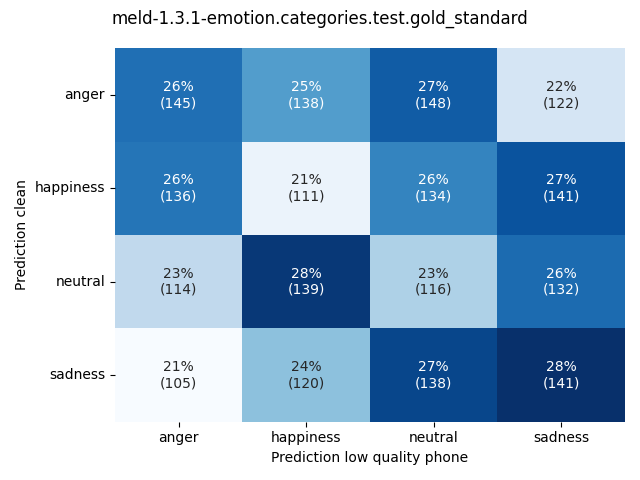 meld-1.3.1-emotion.categories.test.gold_standard
Prediction clean
anger
26%
(145)
25%
(138)
27%
(148)
22%
(122)
happiness
26%
(136)
21%
(111)
26%
(134)
27%
(141)
neutral
23%
(114)
28%
(139)
23%
(116)
26%
(132)
sadness
21%
(105)
24%
(120)
27%
(138)
28%
(141)
anger
happiness
neutral
sadness
Prediction low quality phone